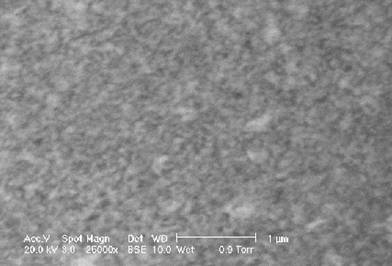 Acc.V Spot Magn Det WD 1 µm
20.0 kV 3.0 25000x BSE 10.0 Wet 0.9 Torr